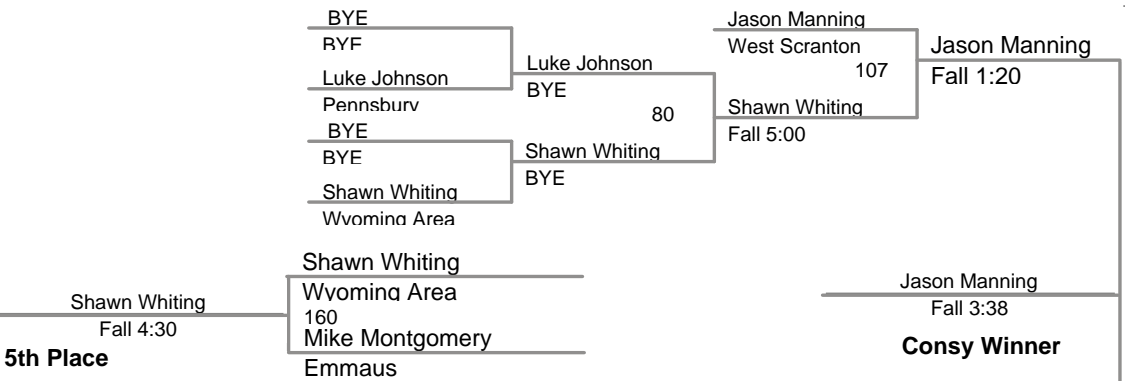 BYE
BYE
Luke Johnson
Pennsbury
BYE
BYE
Shawn Whiting
Wyoming Area
Luke Johnson
BYE
80
Shawn Whiting
BYE
Jason Manning
West Scranton
107
Shawn Whiting
Fall 5:00
Jason Manning
Fall 1:20
Shawn Whiting
Fall 4:30
5th Place
Shawn Whiting
Wyoming Area
160
Mike Montgomery
Emmaus
Jason Manning
Fall 3:38
Consy Winner